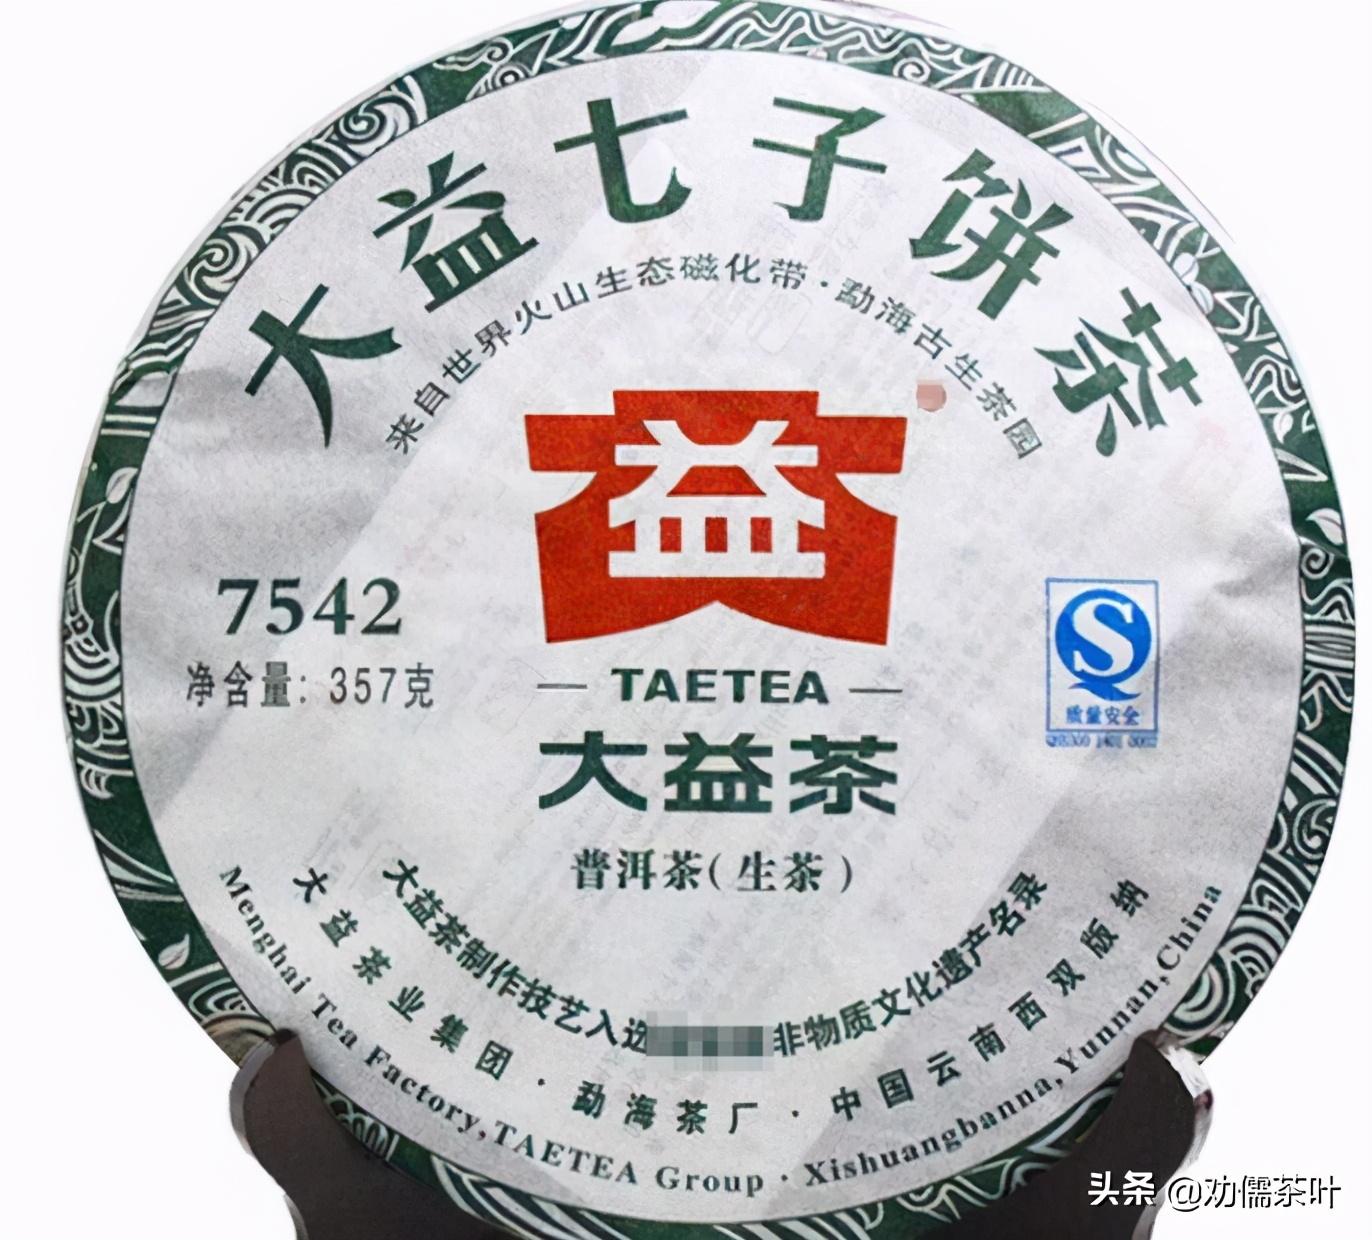 大益七子饼茶
来自世界火山生态磁化带·勐海古生茶园
益
7542
净含量: 357克
TAETEA
大益茶
S
质量安全
普洱茶(生茶)
大益茶制作技艺入选
非物质文化遗产名录
大益茶业集团·勐海茶厂·中国云南西双版纳
Menghai Tea Factory,TAETEA Group·Xishuangbanna,Yunnan,China
头条 @劝儒茶叶